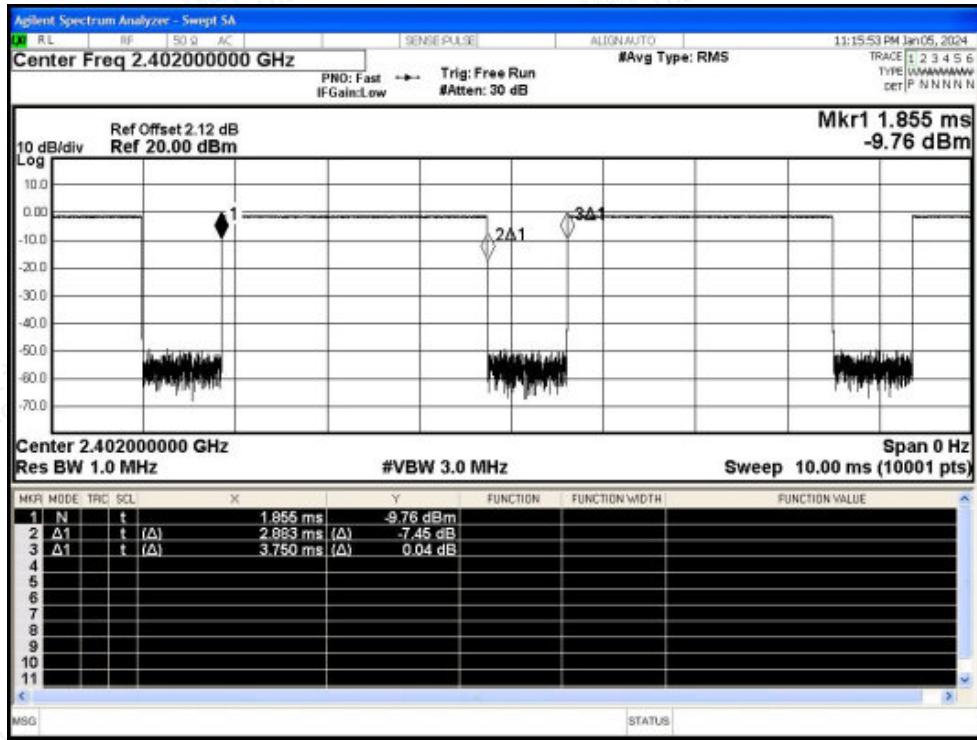 Agilent Spectrum Analyzer - Swept SA
RL RF 50 Ω AC SENSE:PULSE ALIGN AUTO 11:15:53 PM Jan 05, 2024
Center Freq 2.402000000 GHz #Avg Type: RMS TRACE 1 2 3 4 5 6
PNO: Fast Trig: Free Run TYPE
IFGain:Low #Atten: 30 dB DET P N N N N N
Mkr1 1.855 ms
-9.76 dBm
Ref Offset 2.12 dB
10 dB/div Ref 20.00 dBm
Log
10.0
0.00
-10.0
-20.0
-30.0
-40.0
-50.0
-60.0
-70.0
1
2Δ1
3Δ1
Center 2.402000000 GHz Span 0 Hz
Res BW 1.0 MHz #VBW 3.0 MHz Sweep 10.00 ms (10001 pts)
MKR MODE TRC SCL X Y FUNCTION FUNCTION WIDTH FUNCTION VALUE
1 N t 1.855 ms -9.76 dBm
2 Δ1 t (Δ) 2.883 ms (Δ) -7.45 dB
3 Δ1 t (Δ) 3.750 ms (Δ) 0.04 dB
4
5
6
7
8
9
10
11
MSG STATUS